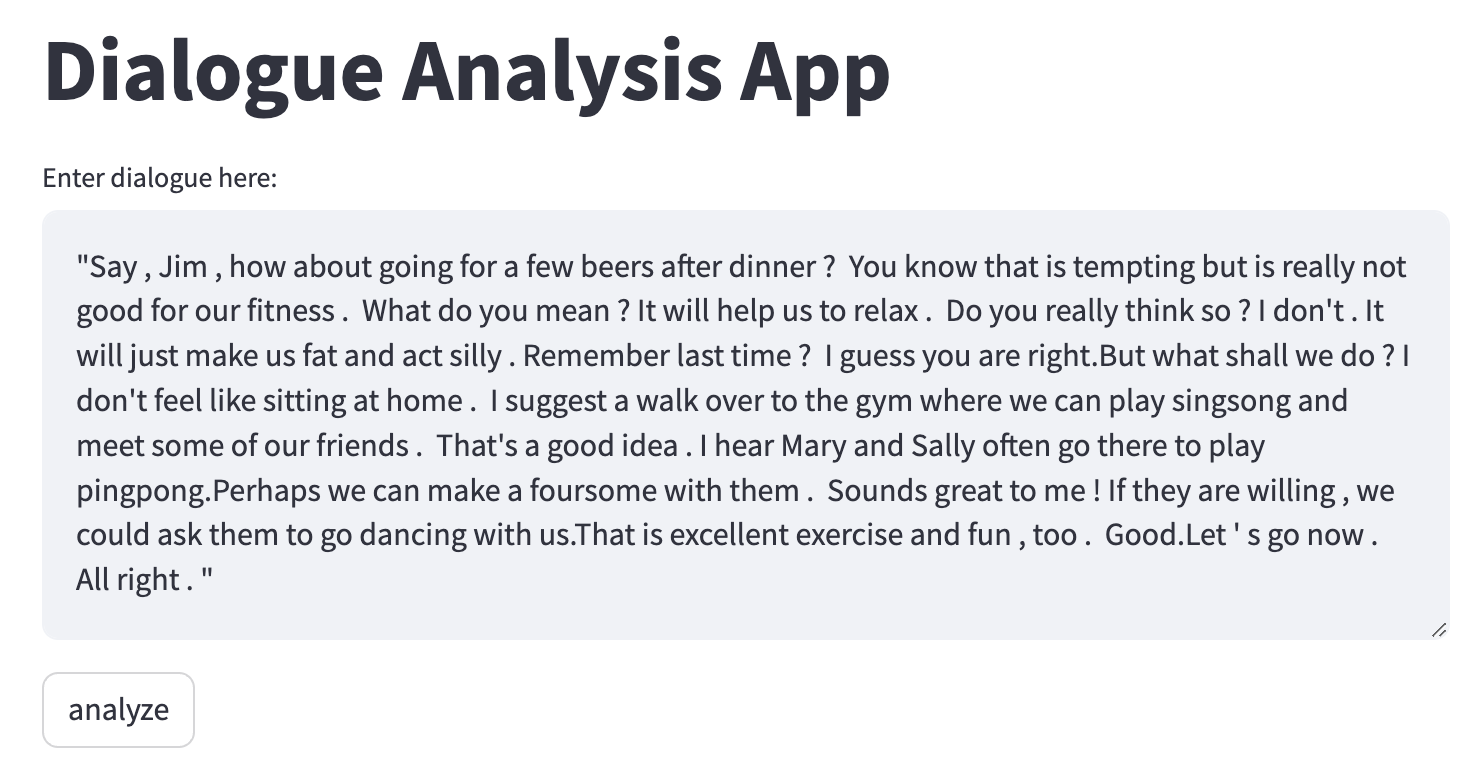 Dialogue Analysis App
Enter dialogue here:
"Say , Jim , how about going for a few beers after dinner ?  You know that is tempting but is really not
good for our fitness .  What do you mean ? It will help us to relax .  Do you really think so ? I don't . It
will just make us fat and act silly . Remember last time ?  I guess you are right.But what shall we do ? I
don't feel like sitting at home .  I suggest a walk over to the gym where we can play singsong and
meet some of our friends .  That's a good idea . I hear Mary and Sally often go there to play
pingpong.Perhaps we can make a foursome with them .  Sounds great to me ! If they are willing , we
could ask them to go dancing with us.That is excellent exercise and fun , too .  Good.Let ' s go now .
All right . "
analyze